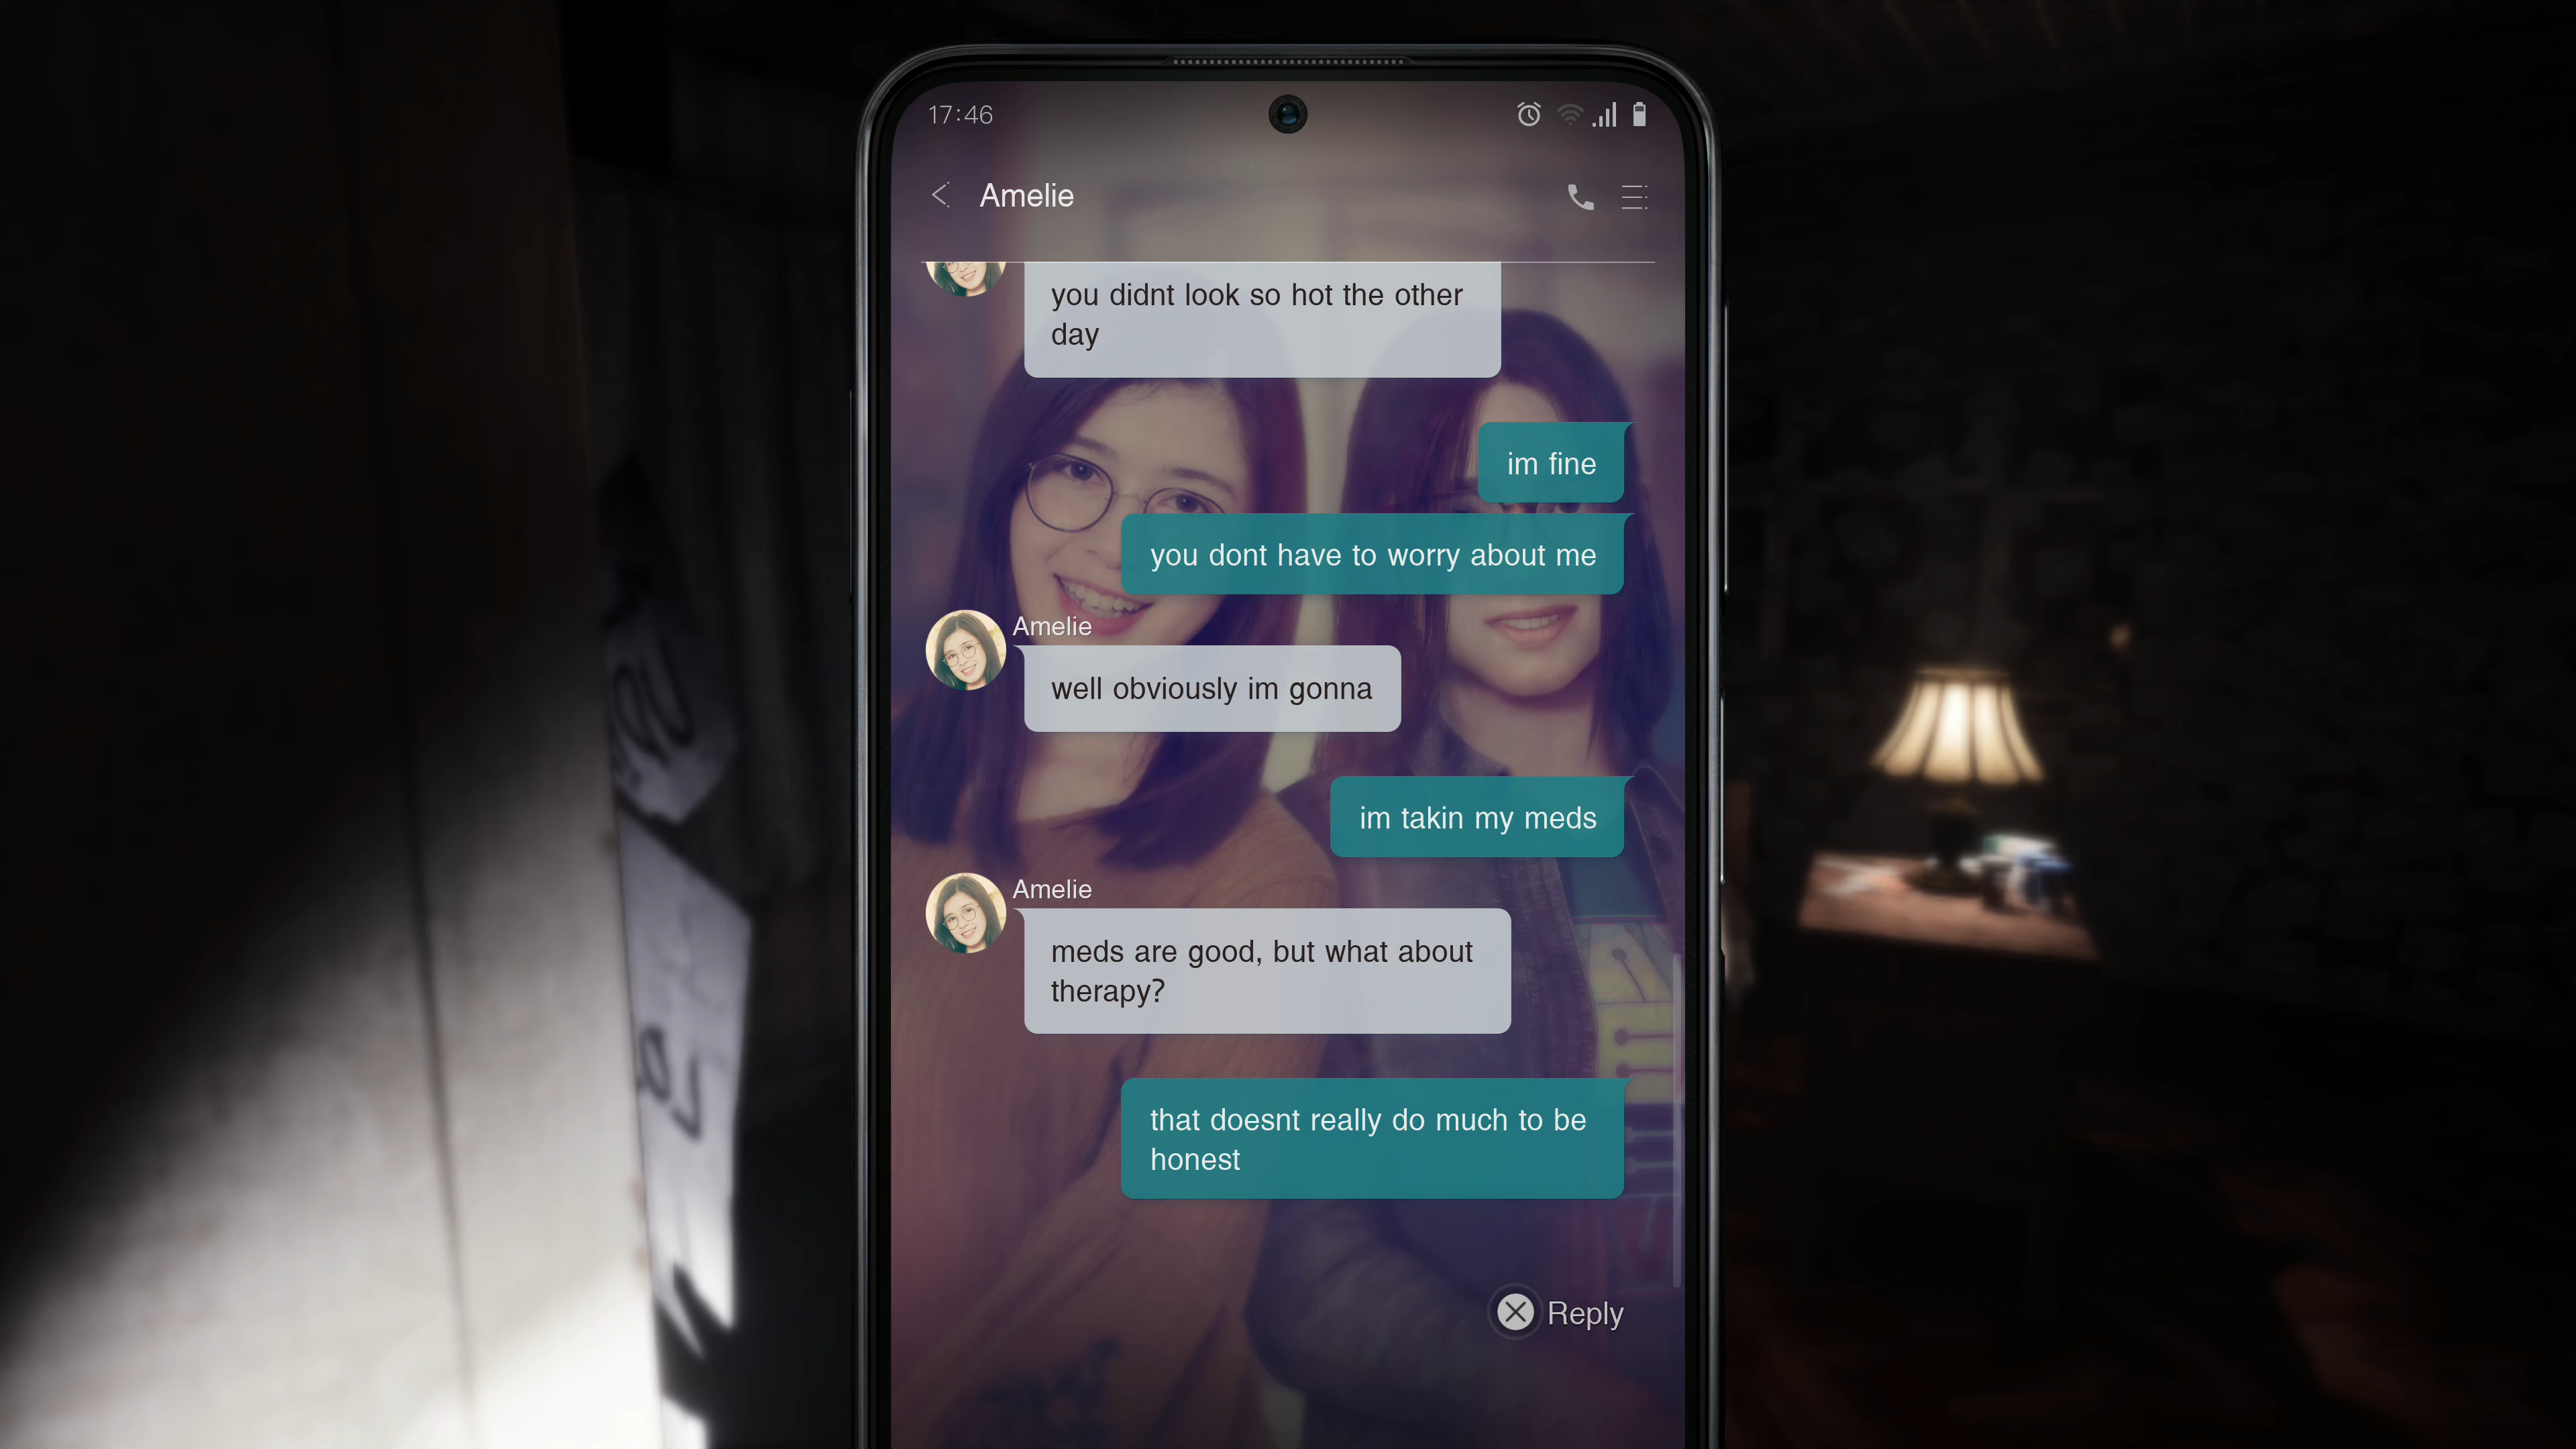 17:46
Amelie
you didnt look so hot the other
day
im fine
you dont have to worry about me
Amelie
well obviously im gonna
im takin my meds
Amelie
meds are good, but what about
therapy?
that doesnt really do much to be
honest
Reply